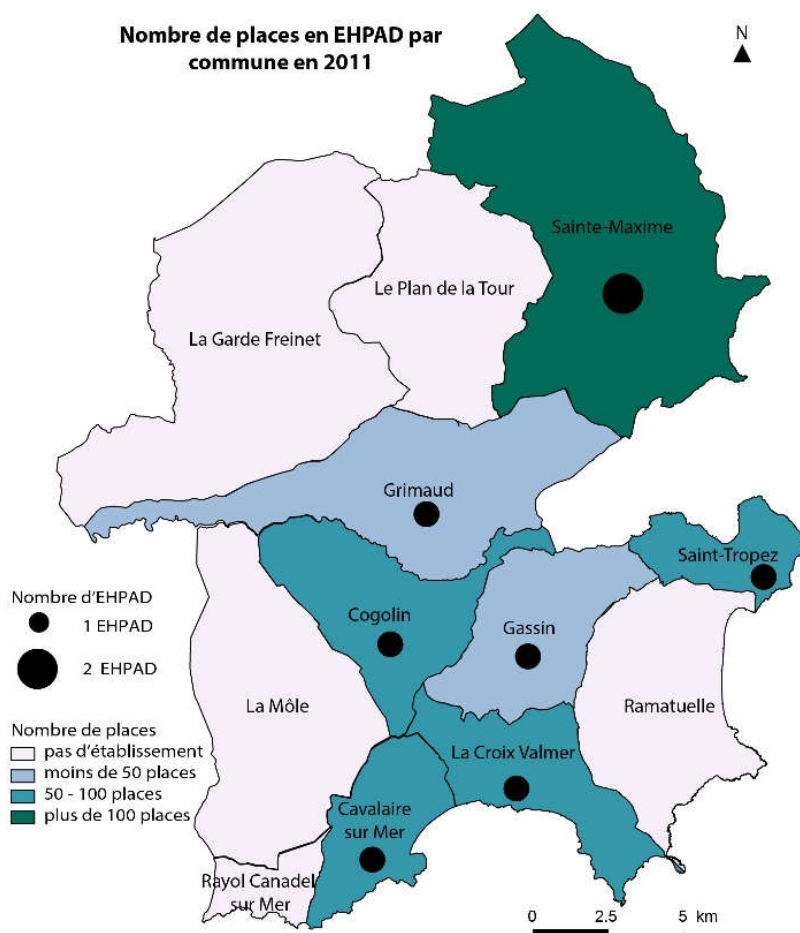 Nombre de places en EHPAD par
commune en 2011
N
Sainte-Maxime
Le Plan de la Tour
La Garde Freinet
Grimaud
Saint-Tropez
Nombre d'EHPAD
1 EHPAD
2 EHPAD
Cogolin
Gassin
La Môle
Ramatuelle
Nombre de places
pas d'établissement
moins de 50 places
50 - 100 places
plus de 100 places
La Croix Valmer
Cavalaire
sur Mer
Rayol Canadel
sur Mer
0 2.5 5 km